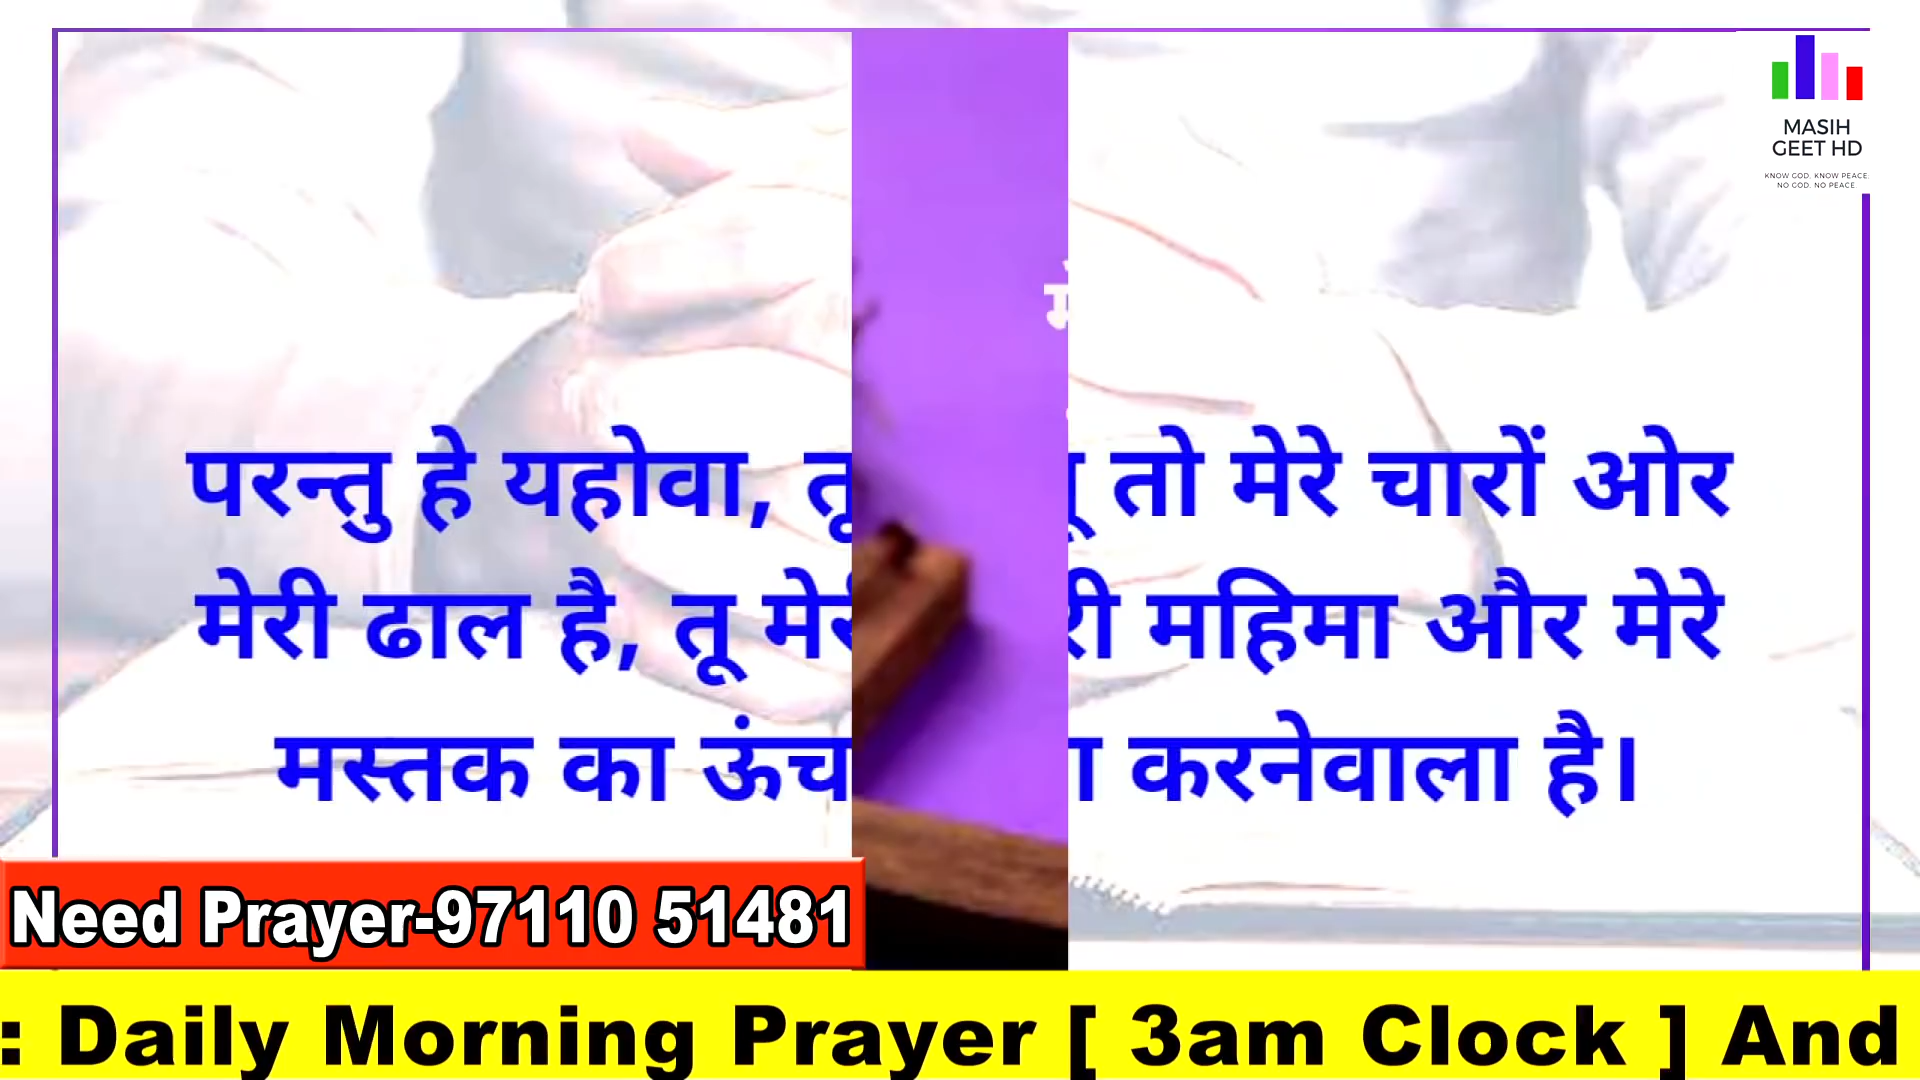 MASIH
GEET HD
KNOW GOD. KNOW PEACE.
NO GOD. NO PEACE.
परन्तु हे यहोवा, तू तो मेरे चारों ओर
मेरी ढाल है, तू मेरी महिमा और मेरे
मस्तक का ऊंचा करनेवाला है।
Need Prayer-97110 51481
: Daily Morning Prayer [ 3am Clock ] And